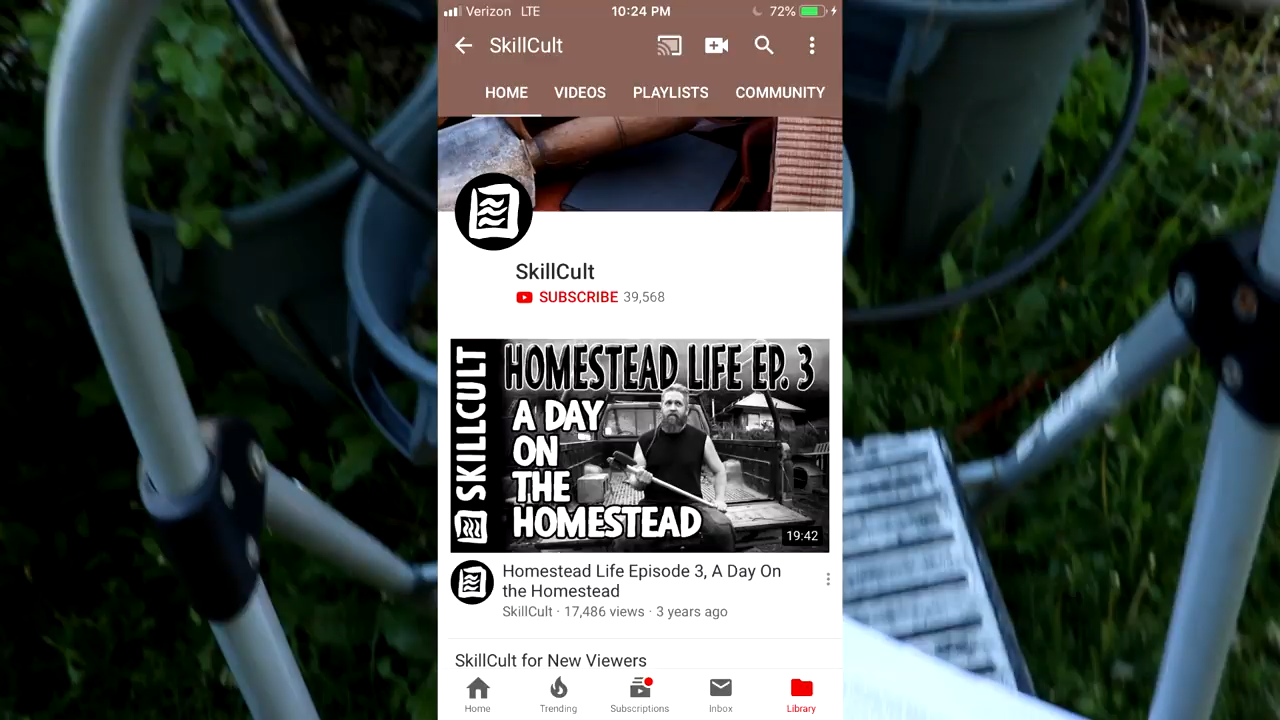 Verizon LTE 10:24 PM 72%
SkillCult
HOME VIDEOS PLAYLISTS COMMUNITY
SkillCult
SUBSCRIBE 39,568
SKILLCULT
HOMESTEAD LIFE EP. 3
A DAY
ON
THE
HOMESTEAD
19:42
Homestead Life Episode 3, A Day On
the Homestead
SkillCult · 17,486 views · 3 years ago
SkillCult for New Viewers
Home Trending Subscriptions Inbox Library